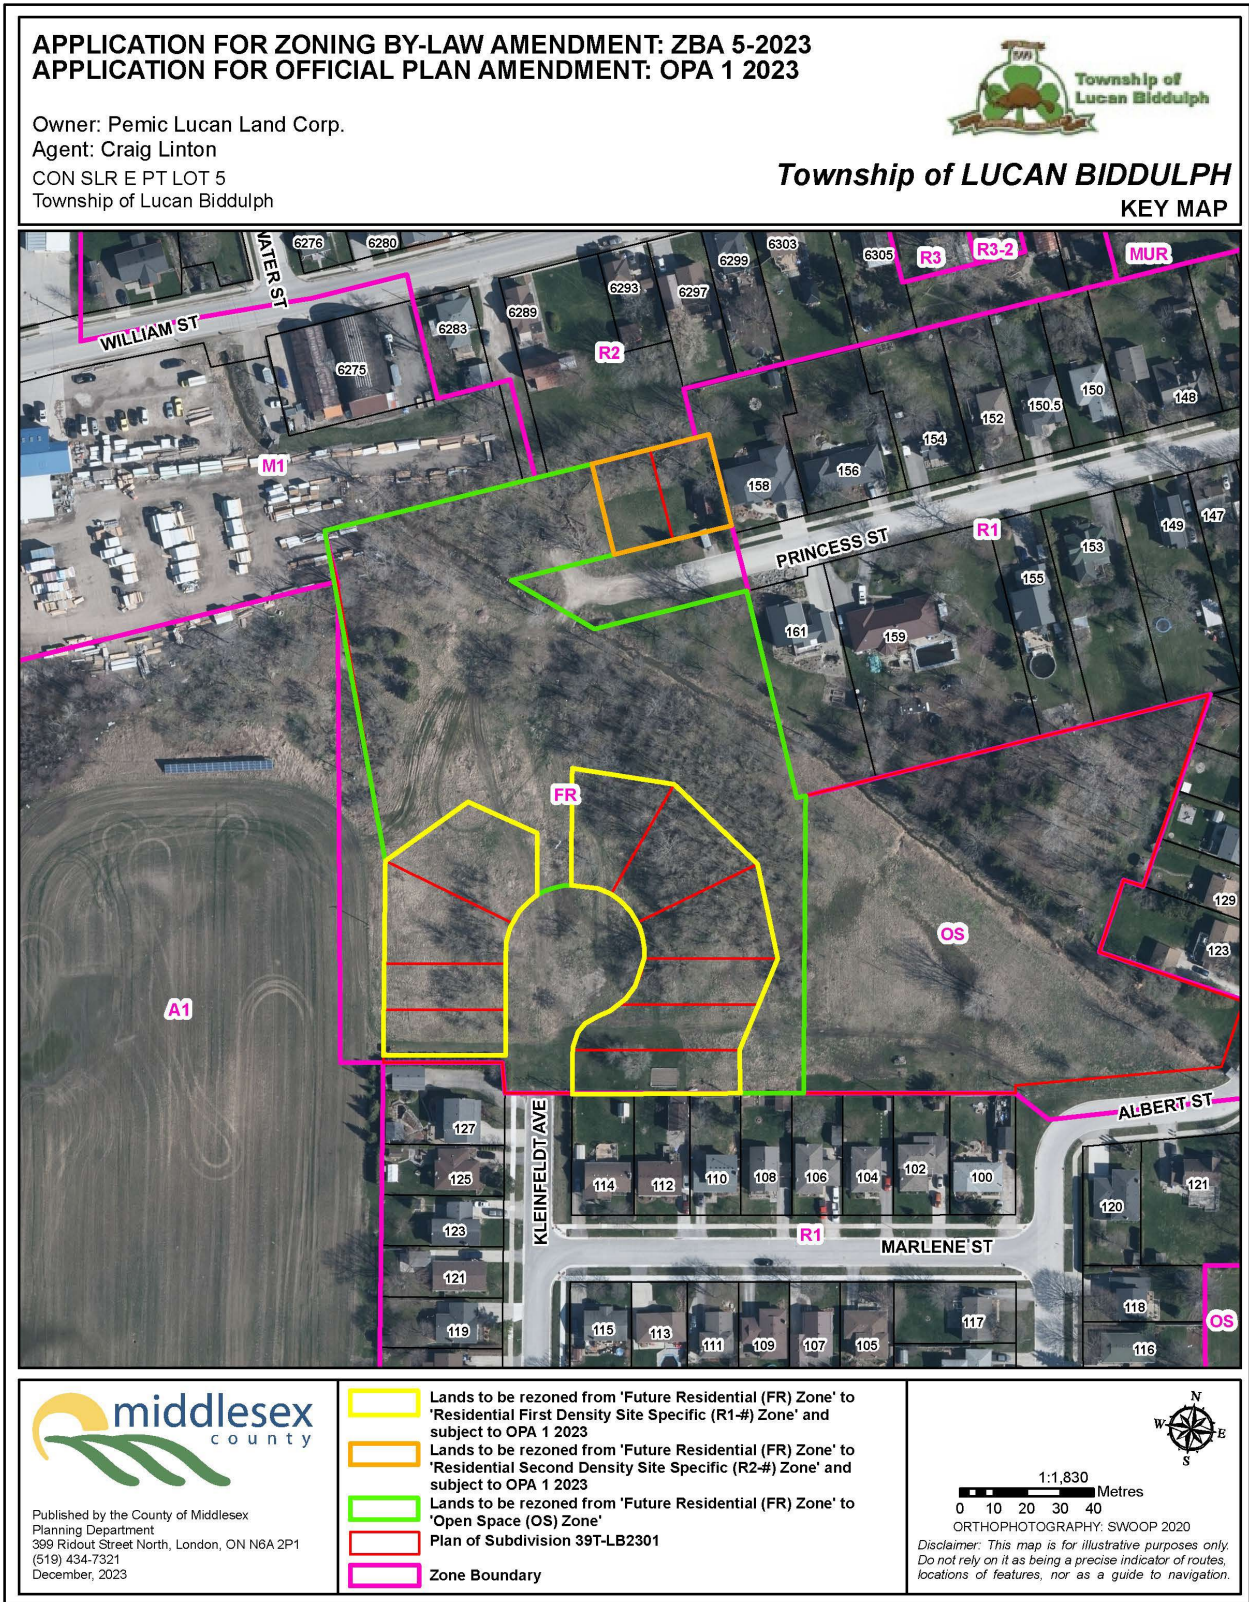 APPLICATION FOR ZONING BY-LAW AMENDMENT: ZBA 5-2023
APPLICATION FOR OFFICIAL PLAN AMENDMENT: OPA 1 2023
Owner: Pemic Lucan Land Corp.
Agent: Craig Linton
CON SLR E PT LOT 5
Township of Lucan Biddulph
Township of
Lucan Biddulph
Township of LUCAN BIDDULPH
KEY MAP
WATER ST
6276
6280
6299
6303
6305
R3
R3-2
MUR
WILLIAM ST
6283
6289
6293
6297
6275
R2
M1
158
156
154
152
150.5
150
148
PRINCESS ST
R1
161
159
155
153
149
147
FR
OS
129
123
A1
ALBERT ST
KLEINFELDT AVE
127
125
123
121
119
114
112
110
108
106
104
102
100
R1
MARLENE ST
120
121
118
116
OS
115
113
111
109
107
105
117
middlesex
county
Published by the County of Middlesex
Planning Department
399 Ridout Street North, London, ON N6A 2P1
(519) 434-7321
December, 2023
Lands to be rezoned from 'Future Residential (FR) Zone' to
'Residential First Density Site Specific (R1-#) Zone' and
subject to OPA 1 2023
Lands to be rezoned from 'Future Residential (FR) Zone' to
'Residential Second Density Site Specific (R2-#) Zone' and
subject to OPA 1 2023
Lands to be rezoned from 'Future Residential (FR) Zone' to
'Open Space (OS) Zone'
Plan of Subdivision 39T-LB2301
Zone Boundary
N
W E
S
1:1,830
Metres
0 10 20 30 40
ORTHOPHOTOGRAPHY: SWOOP 2020
Disclaimer: This map is for illustrative purposes only.
Do not rely on it as being a precise indicator of routes,
locations of features, nor as a guide to navigation.